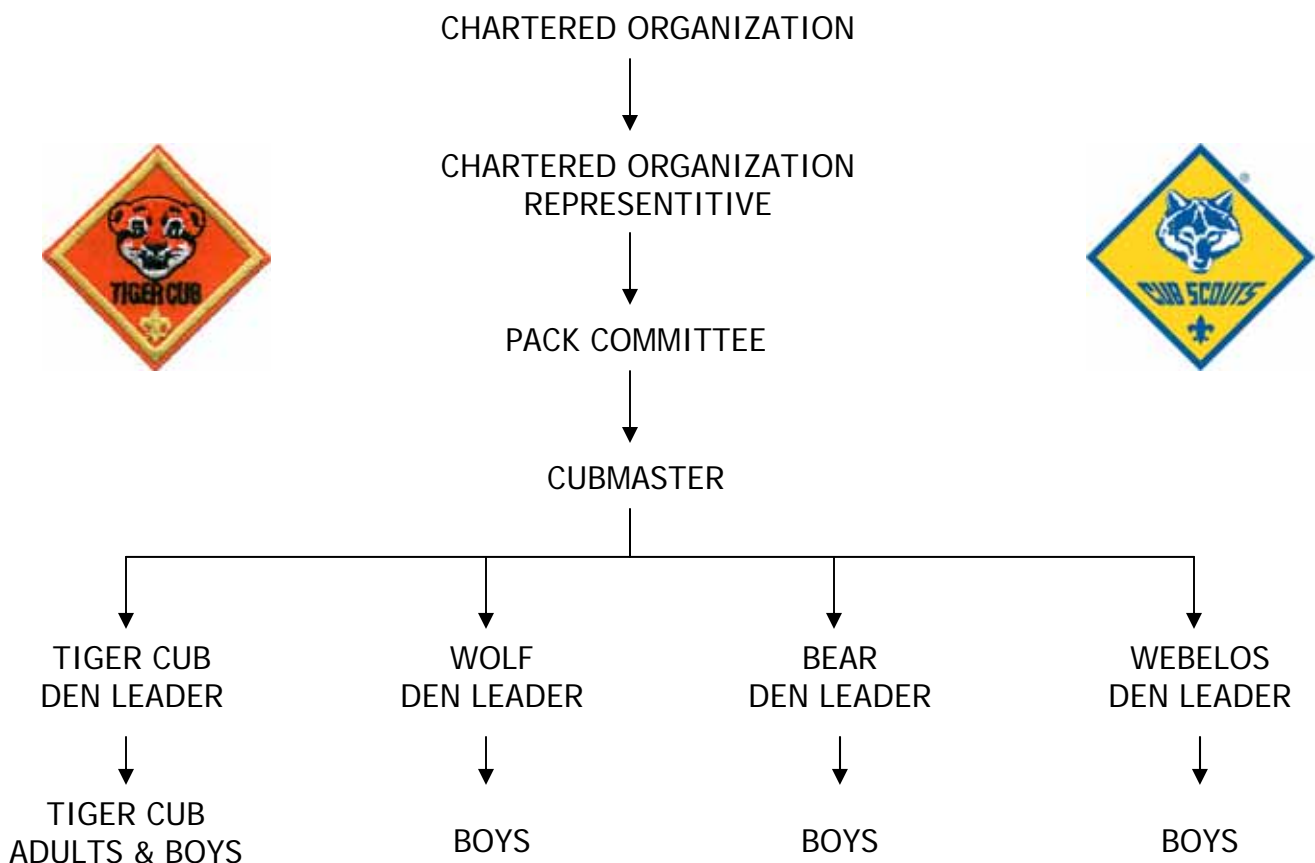 CHARTERED ORGANIZATION
CHARTERED ORGANIZATION
REPRESENTITIVE
TIGER CUB
®
CUB SCOUTS
PACK COMMITTEE
CUBMASTER
TIGER CUB
DEN LEADER
WOLF
DEN LEADER
BEAR
DEN LEADER
WEBELOS
DEN LEADER
TIGER CUB
ADULTS & BOYS
BOYS
BOYS
BOYS